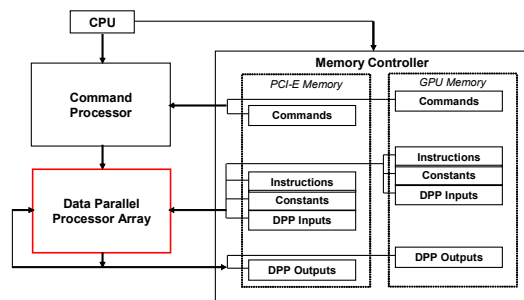 CPU
Memory Controller
PCI-E Memory
GPU Memory
Command
Processor
Commands
Commands
Data Parallel
Processor Array
Instructions
Constants
DPP Inputs
Instructions
Constants
DPP Inputs
DPP Outputs
DPP Outputs